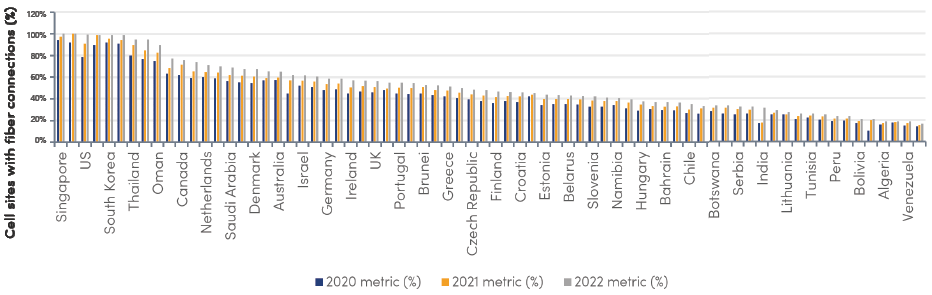 Cell sites with fiber connections (%)
120%
100%
80%
60%
40%
20%
0%
Singapore
US
South Korea
Thailand
Oman
Canada
Netherlands
Saudi Arabia
Denmark
Australia
Israel
Germany
Ireland
UK
Portugal
Brunei
Greece
Czech Republic
Finland
Croatia
Estonia
Belarus
Slovenia
Namibia
Hungary
Bahrain
Chile
Botswana
Serbia
India
Lithuania
Tunisia
Peru
Bolivia
Algeria
Venezuela
2020 metric (%) 2021 metric (%) 2022 metric (%)